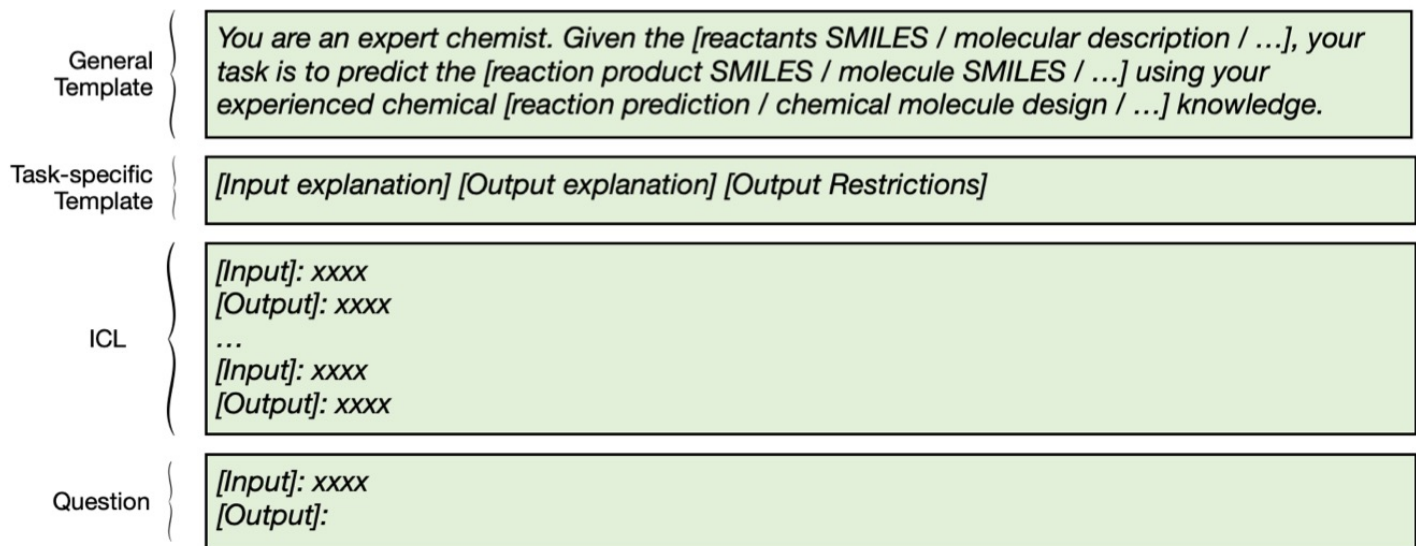 General
Template
You are an expert chemist. Given the [reactants SMILES / molecular description / …], your
task is to predict the [reaction product SMILES / molecule SMILES / …] using your
experienced chemical [reaction prediction / chemical molecule design / …] knowledge.
Task-specific
Template
[Input explanation] [Output explanation] [Output Restrictions]
ICL
[Input]: xxxx
[Output]: xxxx
…
[Input]: xxxx
[Output]: xxxx
Question
[Input]: xxxx
[Output]: